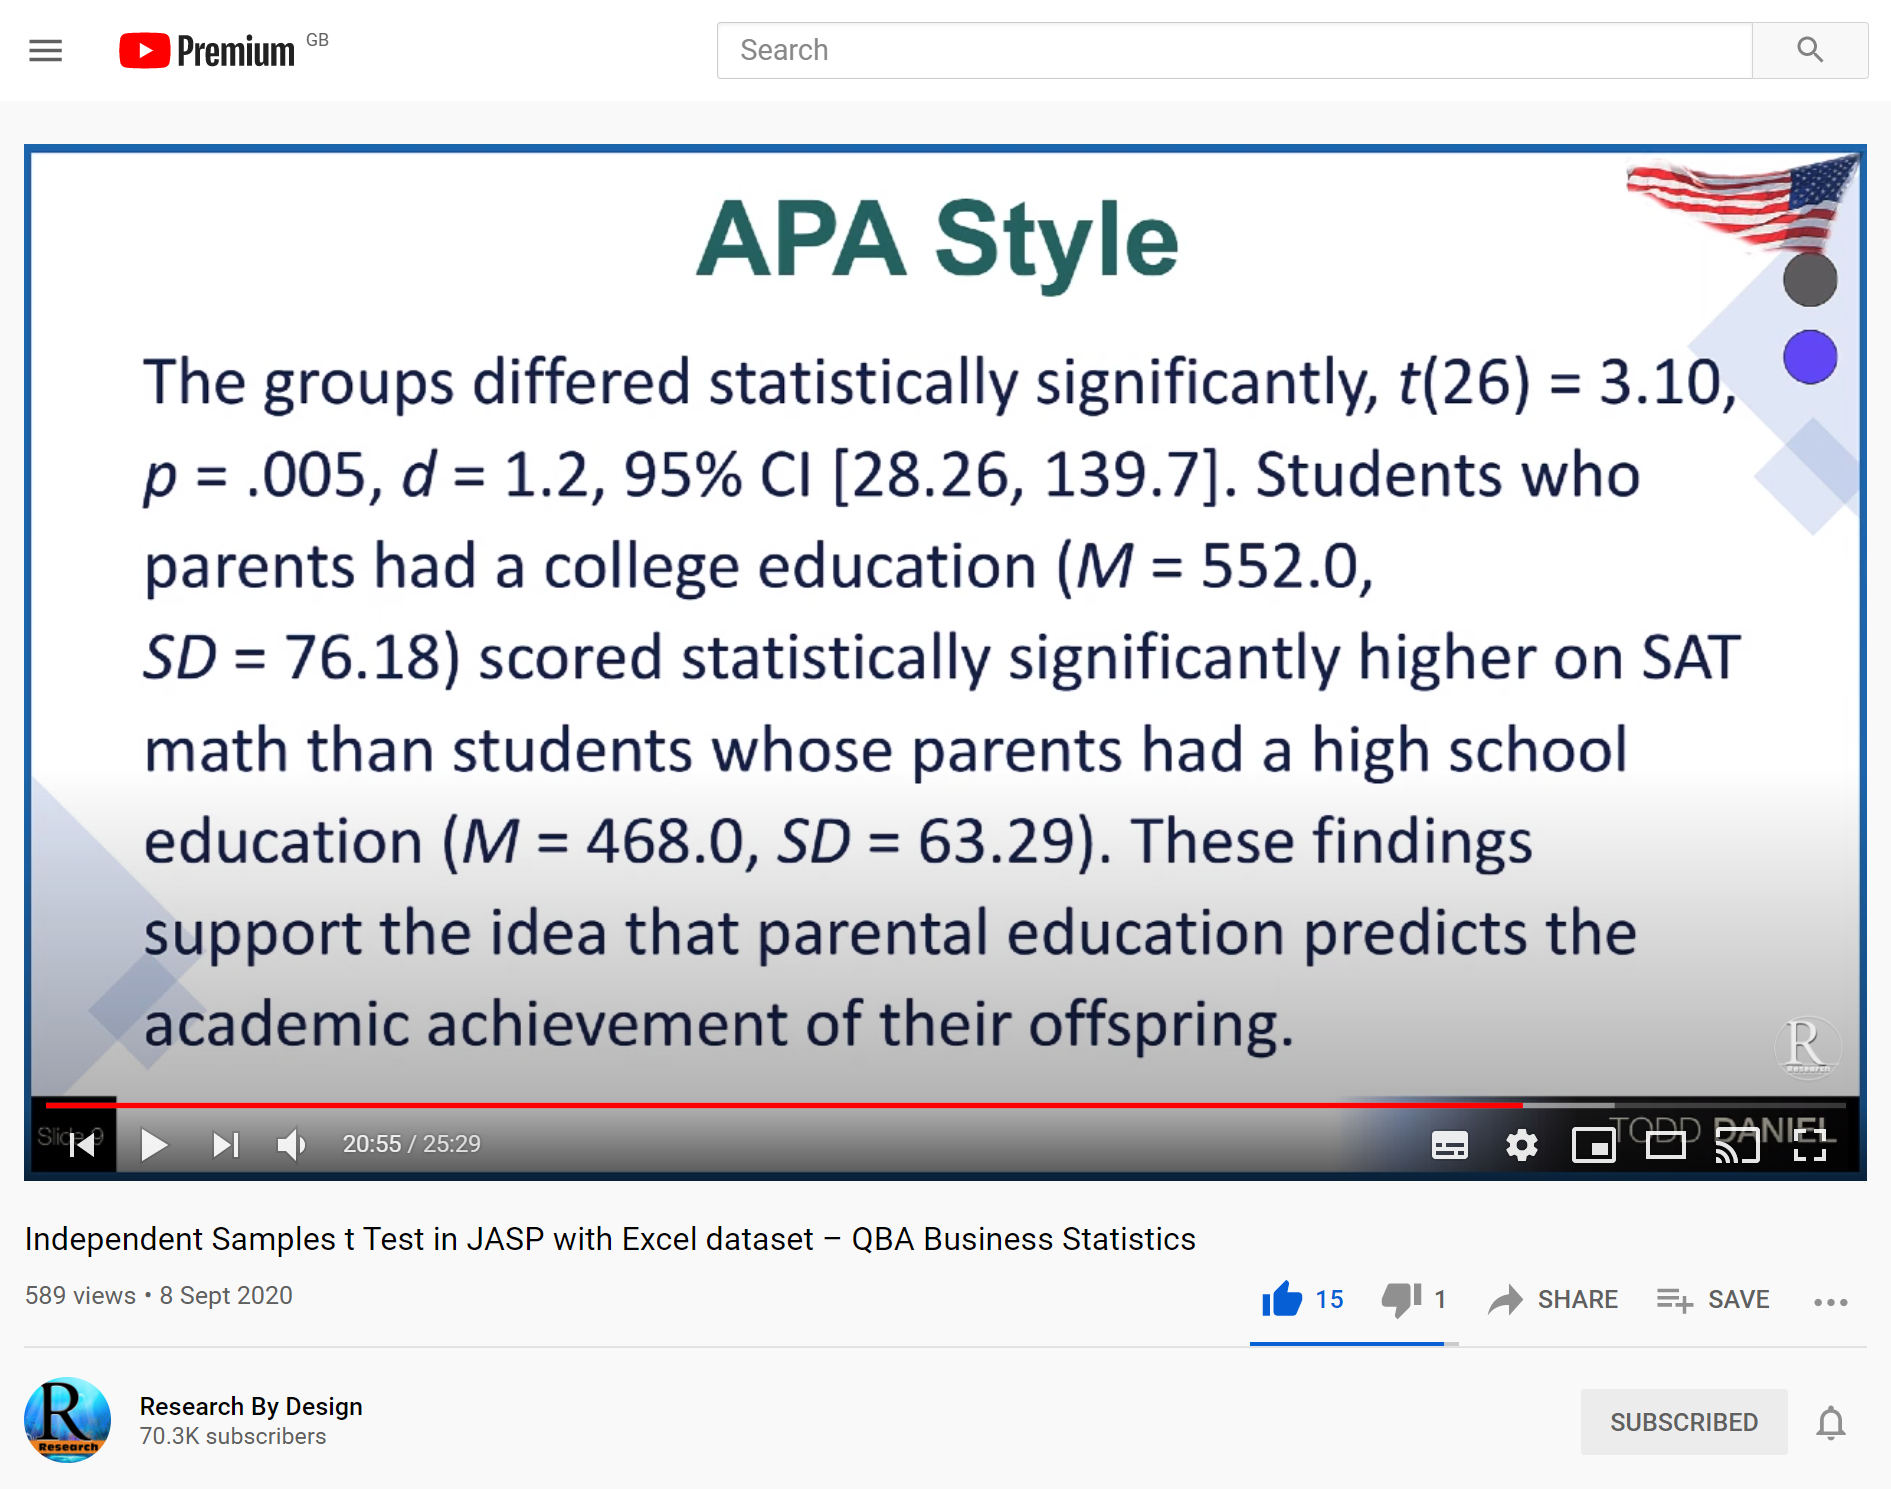 Premium GB
Search
APA Style
The groups differed statistically significantly, t(26) = 3.10,
p = .005, d = 1.2, 95% CI [28.26, 139.7]. Students who
parents had a college education (M = 552.0,
SD = 76.18) scored statistically significantly higher on SAT
math than students whose parents had a high school
education (M = 468.0, SD = 63.29). These findings
support the idea that parental education predicts the
academic achievement of their offspring.
R
Research
Slide 9
20:55 / 25:29
TODD DANIEL
Independent Samples t Test in JASP with Excel dataset – QBA Business Statistics
589 views • 8 Sept 2020
15
1
SHARE
SAVE
R
Research
Research By Design
70.3K subscribers
SUBSCRIBED